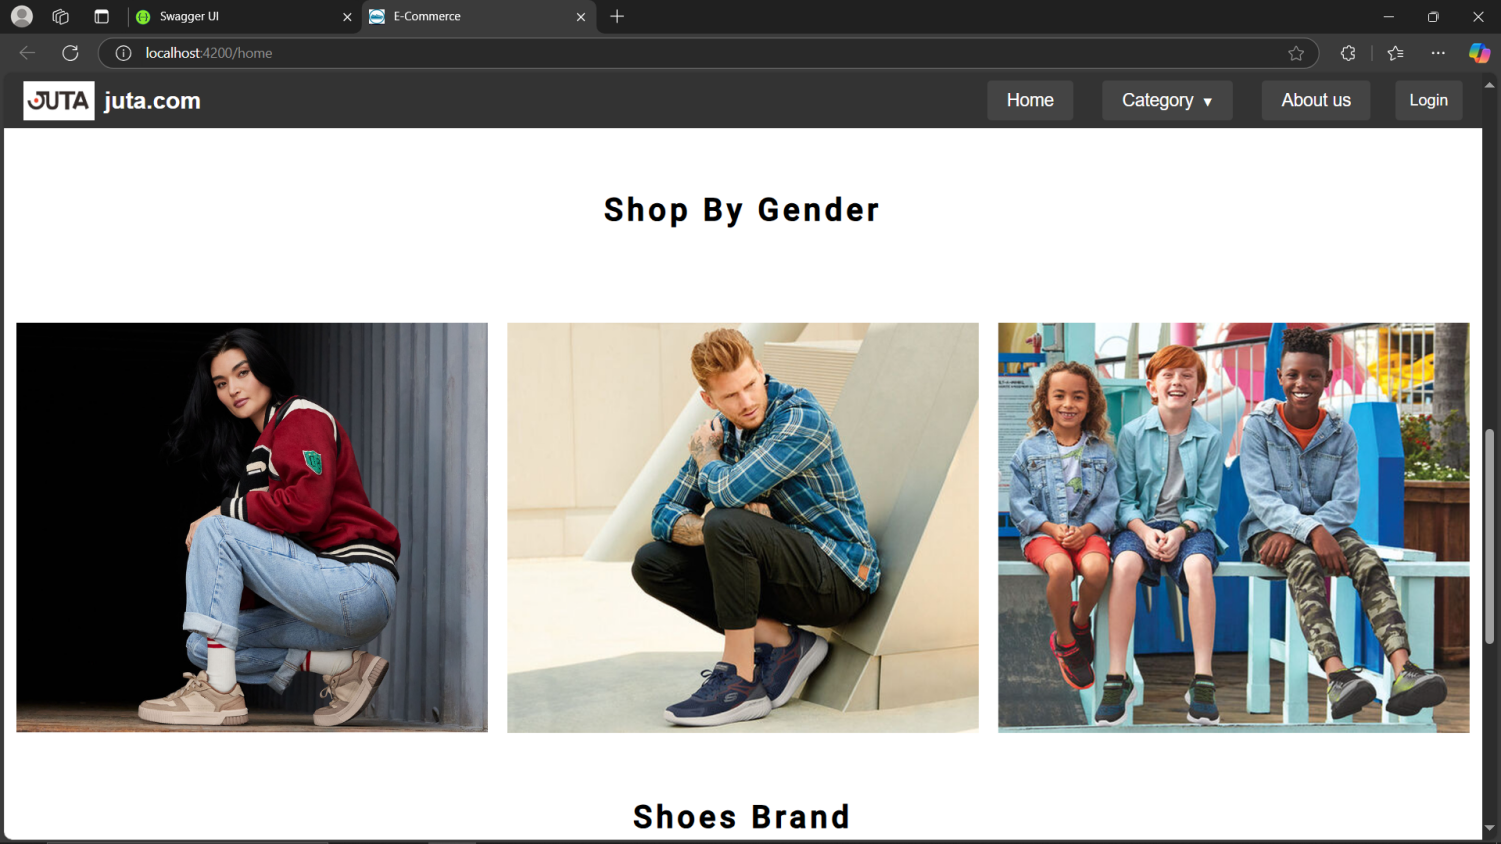 Swagger UI
E-Commerce
localhost:4200/home
JUTA juta.com
Home
Category ▼
About us
Login
Shop By Gender
Shoes Brand